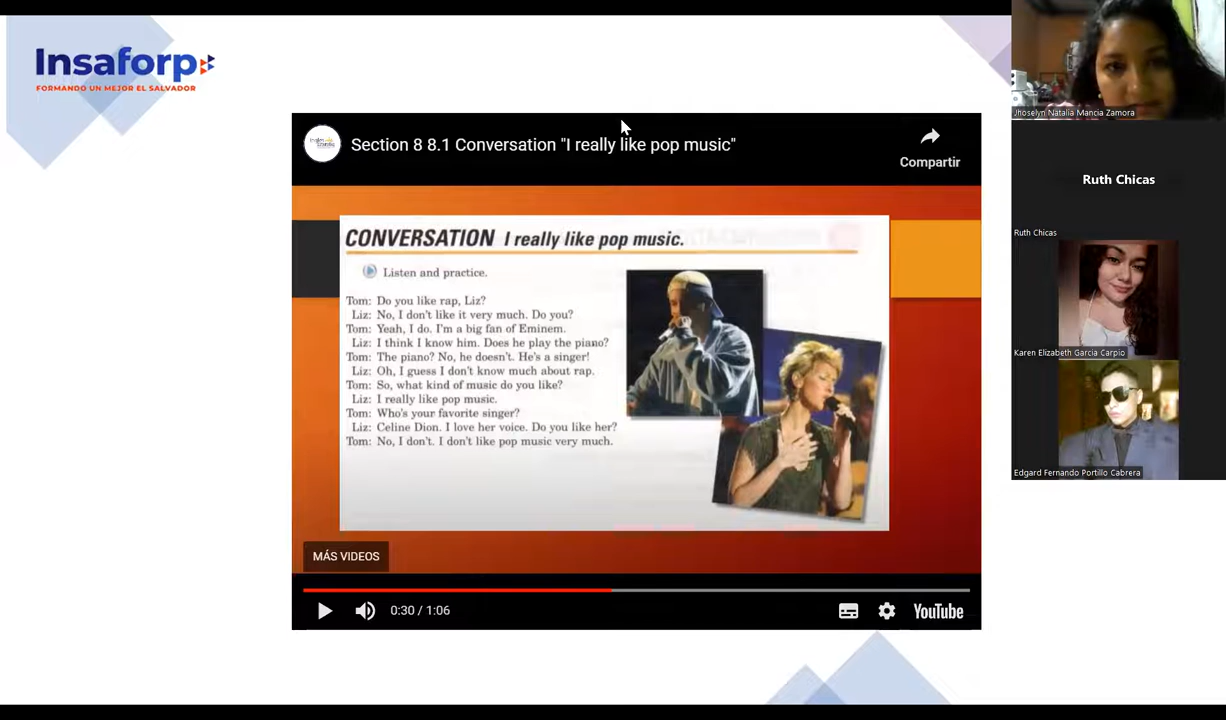 Insaforp
FORMANDO UN MEJOR EL SALVADOR
Section 8 8.1 Conversation "I really like pop music"
Compartir
CONVERSATION I really like pop music.
Listen and practice.
Tom: Do you like rap, Liz?
Liz: No, I don't like it very much. Do you?
Tom: Yeah, I do. I'm a big fan of Eminem.
Liz: I think I know him. Does he play the piano?
Tom: The piano? No, he doesn't. He's a singer!
Liz: Oh, I guess I don't know much about rap.
Tom: So, what kind of music do you like?
Liz: I really like pop music.
Tom: Who's your favorite singer?
Liz: Celine Dion. I love her voice. Do you like her?
Tom: No, I don't. I don't like pop music very much.
MÁS VIDEOS
0:30 / 1:06
YouTube
Jhoselyn Natalia Mancia Zamora
Ruth Chicas
Ruth Chicas
Karen Elizabeth Garcia Carpio
Edgard Fernando Portillo Cabrera